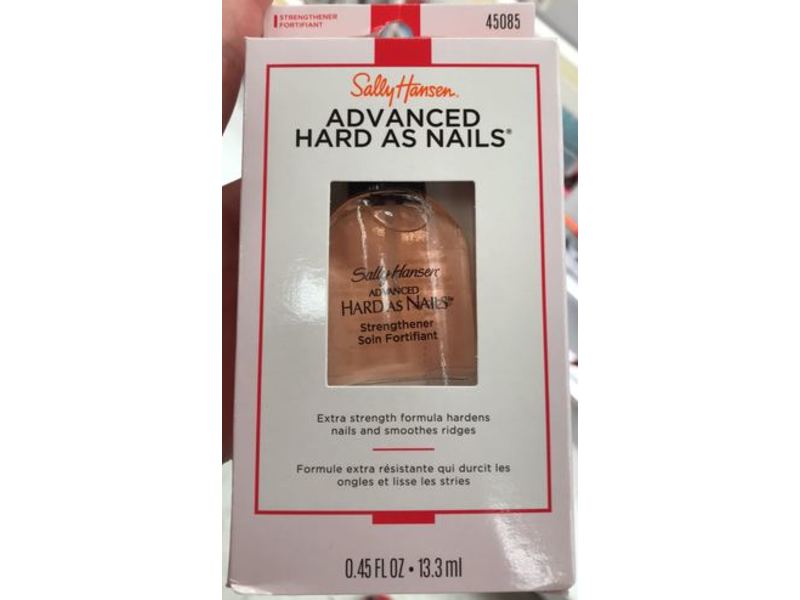 STRENGTHENER
FORTIFIANT
45085
Sally Hansen.
ADVANCED
HARD AS NAILS®
Sally Hansen
ADVANCED
HARD AS NAILS™
Strengthener
Soin Fortifiant
Extra strength formula hardens
nails and smoothes ridges
Formule extra résistante qui durcit les
ongles et lisse les stries
0.45 FL OZ • 13.3 ml